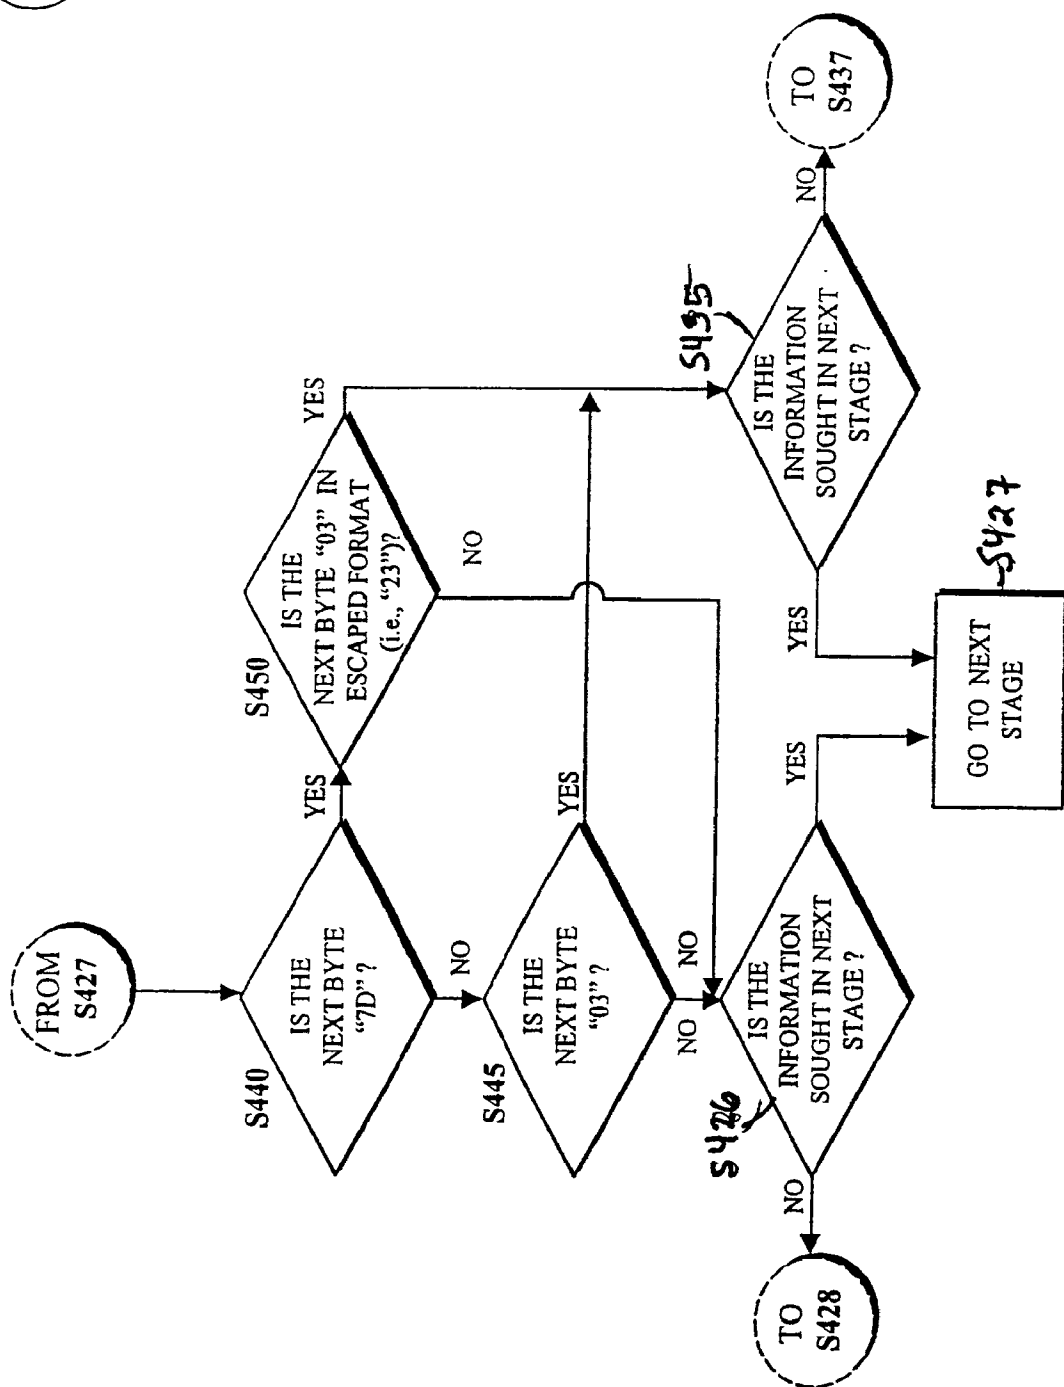 FROM
S427
S440
IS THE
NEXT BYTE
“7D” ?
YES
NO
S450
IS THE
NEXT BYTE “03” IN
ESCAPED FORMAT
(i.e., “23”)?
YES
NO
S445
IS THE
NEXT BYTE
“03” ?
YES
NO
NO
S426
IS THE
INFORMATION
SOUGHT IN NEXT
STAGE ?
YES
NO
TO
S428
S435
IS THE
INFORMATION
SOUGHT IN NEXT
STAGE ?
YES
NO
TO
S437
GO TO NEXT
STAGE
S427